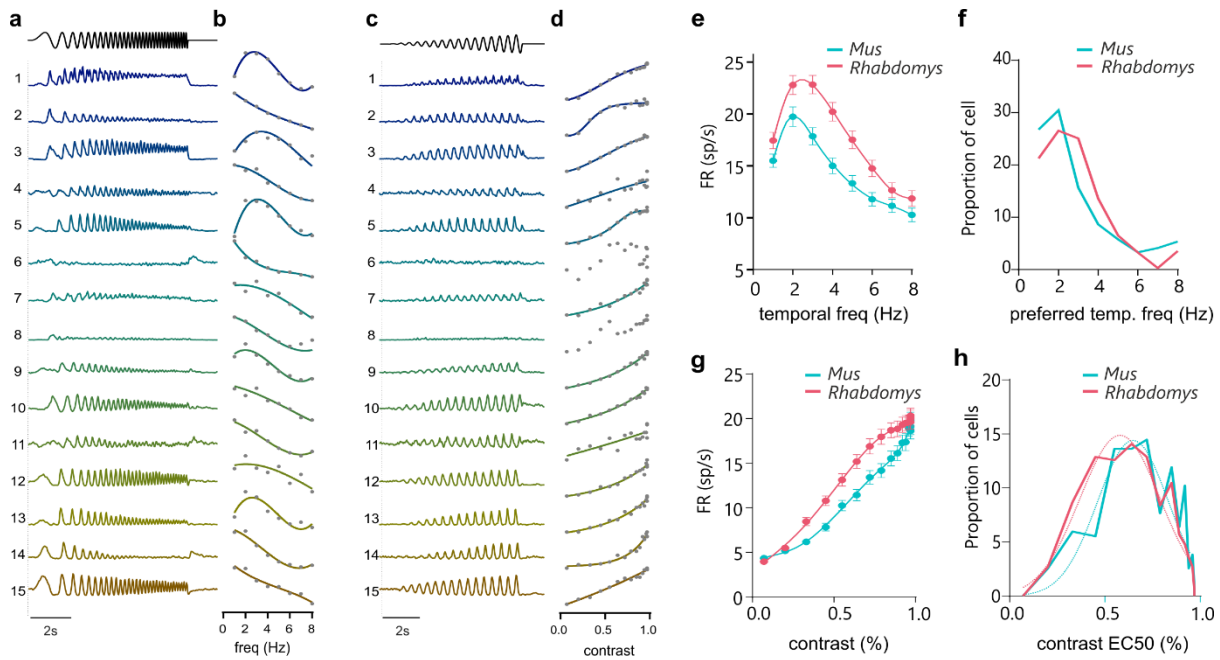 a
b
c
d
1
2
3
4
5
6
7
8
9
10
11
12
13
14
15
2s
0 2 4 6 8
freq (Hz)
1
2
3
4
5
6
7
8
9
10
11
12
13
14
15
2s
0.0 0.5 1.0
contrast
e
Mus
Rhabdomys
25
20
15
10
5
FR (sp/s)
0 2 4 6 8
temporal freq (Hz)
f
Mus
Rhabdomys
40
30
20
10
0
Proportion of cell
0 2 4 6 8
preferred temp. freq (Hz)
g
Mus
Rhabdomys
25
20
15
10
5
0
FR (sp/s)
0.0 0.5 1.0
contrast (%)
h
Mus
Rhabdomys
20
15
10
5
0
Proportion of cells
0.0 0.5 1.0
contrast EC50 (%)